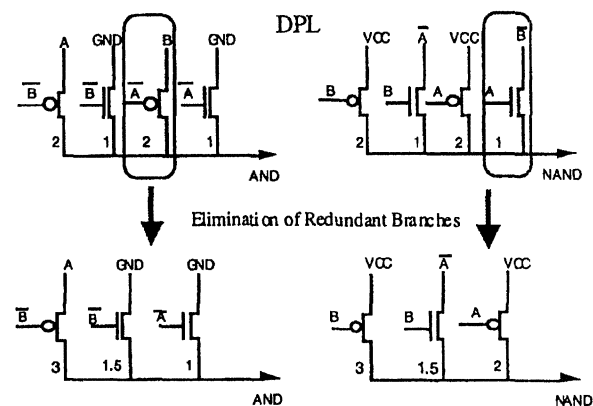 DPL
A GND B GND
B̅ B̅ A̅ A̅
2 1 2 1
AND
VCC A̅ VCC B̅
B B A A
2 1 2 1
NAND
Elimination of Redundant Branches
A GND GND
B̅ B̅ A̅
3 1.5 1
AND
VCC A̅ VCC
B B A
3 1.5 2
NAND